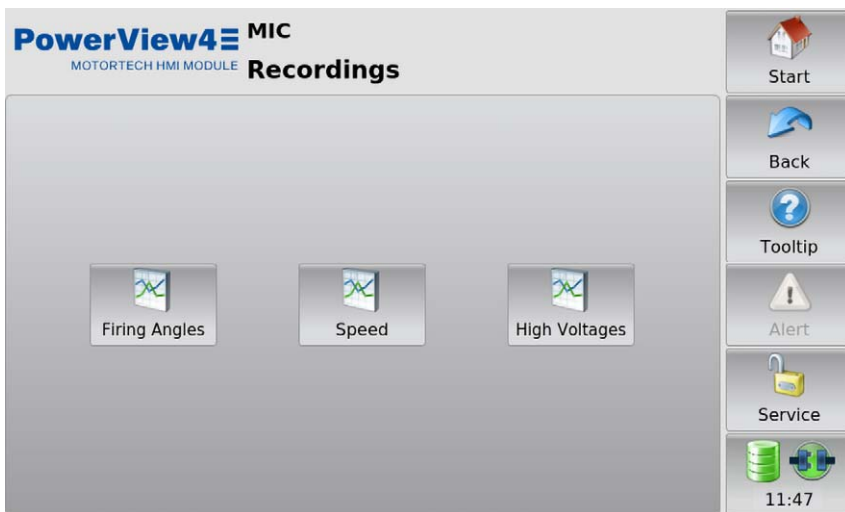 PowerView4
MOTORTECH HMI MODULE
MIC
Recordings
Firing Angles
Speed
High Voltages
Start
Back
Tooltip
Alert
Service
11:47